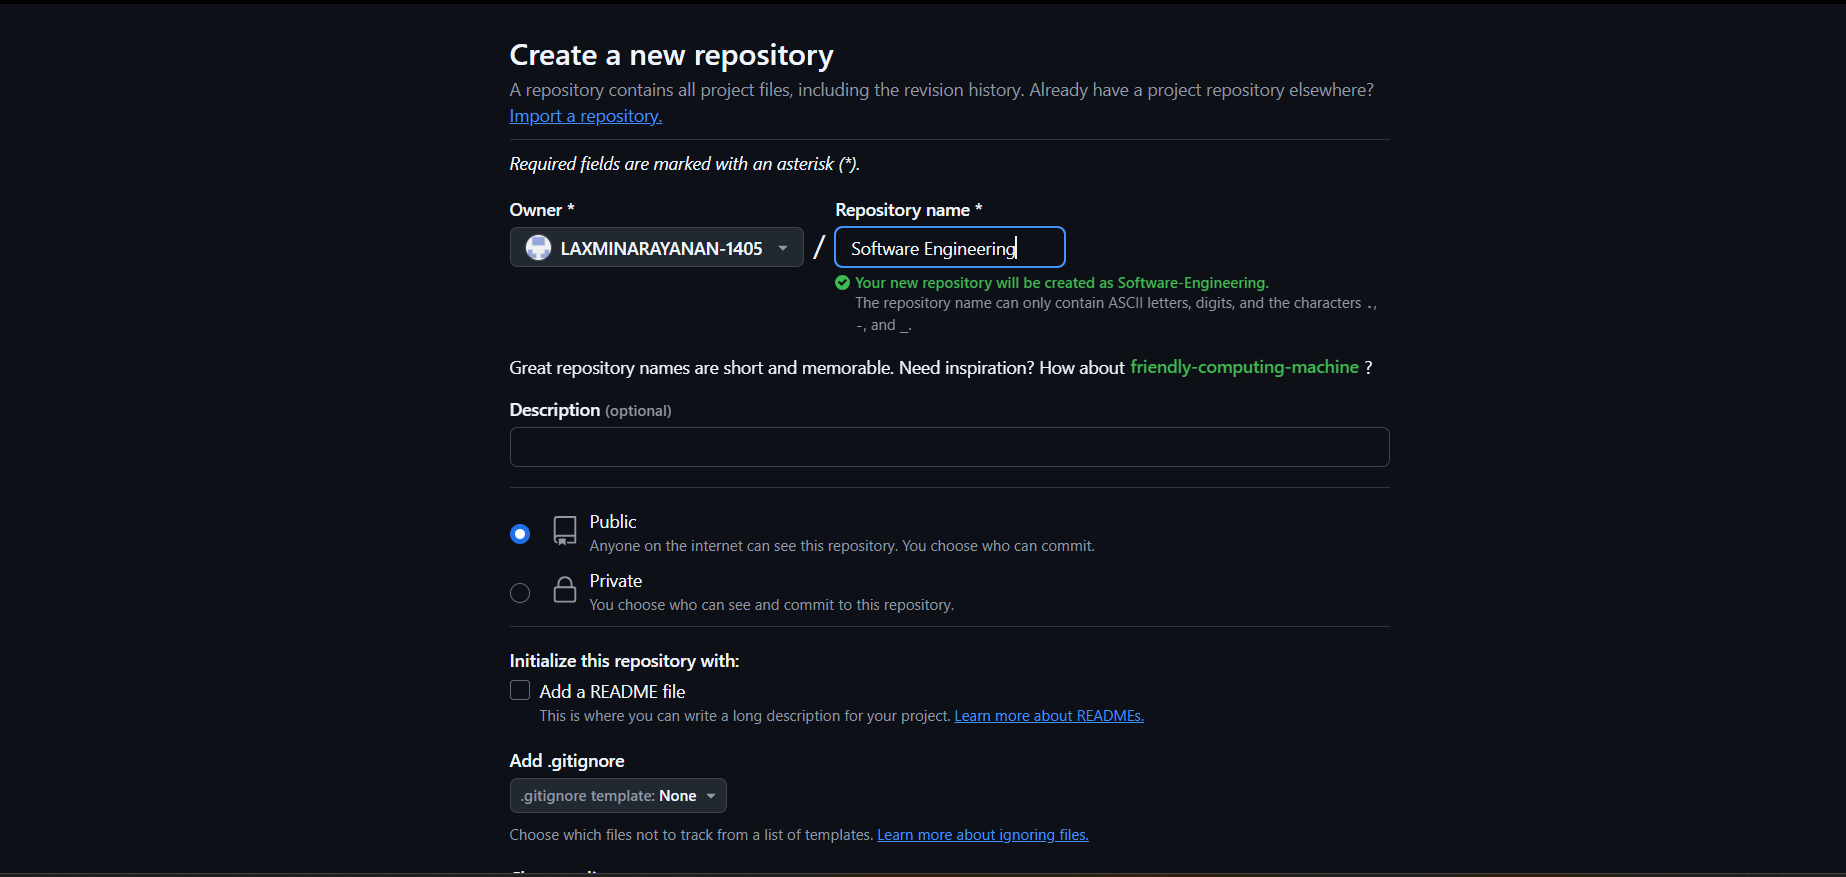 Create a new repository
A repository contains all project files, including the revision history. Already have a project repository elsewhere?
Import a repository.
Required fields are marked with an asterisk (*).
Owner *
Repository name *
LAXMINARAYANAN-1405
/
Software Engineering
Your new repository will be created as Software-Engineering.
The repository name can only contain ASCII letters, digits, and the characters .,
-, and _.
Great repository names are short and memorable. Need inspiration? How about friendly-computing-machine ?
Description (optional)
Public
Anyone on the internet can see this repository. You choose who can commit.
Private
You choose who can see and commit to this repository.
Initialize this repository with:
Add a README file
This is where you can write a long description for your project. Learn more about READMEs.
Add .gitignore
.gitignore template: None
Choose which files not to track from a list of templates. Learn more about ignoring files.